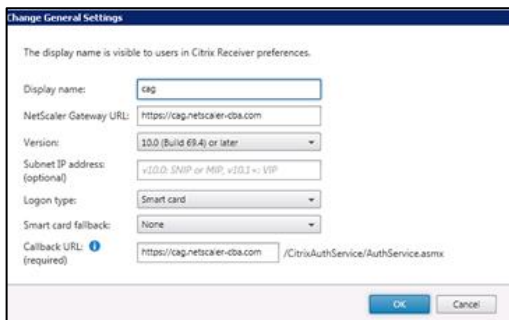 Change General Settings
The display name is visible to users in Citrix Receiver preferences.
Display name: cag
NetScaler Gateway URL: https://cag.netscaler-cba.com
Version: 10.0 (Build 69.4) or later
Subnet IP address: v10.0: SNIP or MIP, v10.1+: VIP
(optional)
Logon type: Smart card
Smart card fallback: None
Callback URL: https://cag.netscaler-cba.com /CitrixAuthService/AuthService.asmx
(required)
OK Cancel